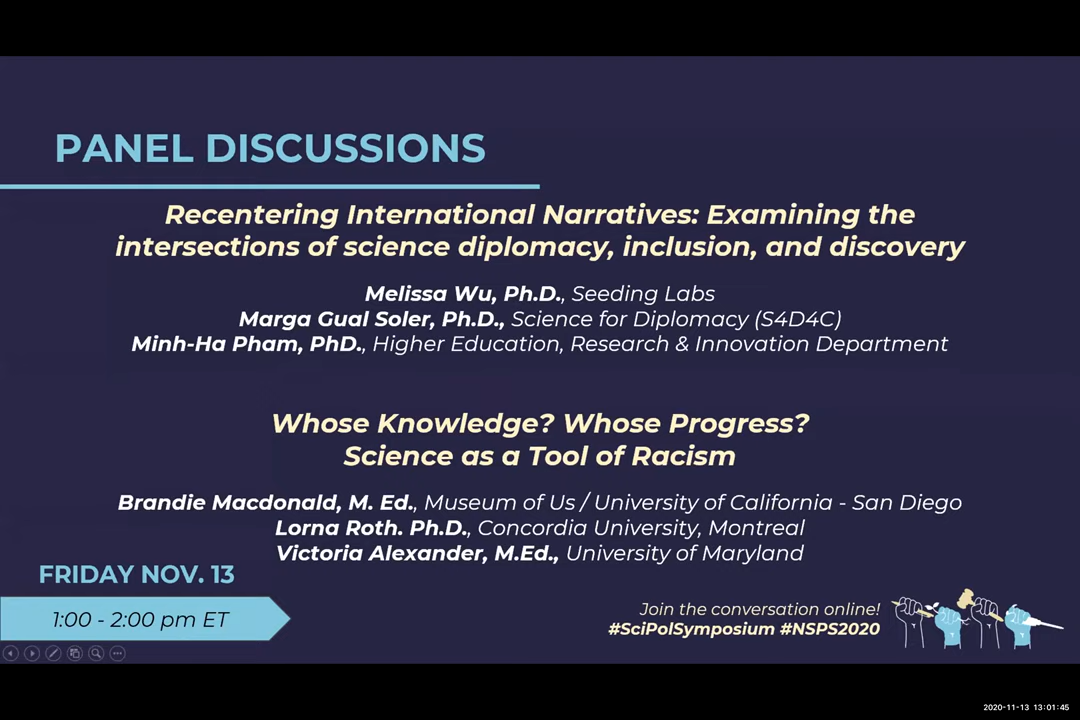 PANEL DISCUSSIONS
Recentering International Narratives: Examining the
intersections of science diplomacy, inclusion, and discovery
Melissa Wu, Ph.D., Seeding Labs
Marga Gual Soler, Ph.D., Science for Diplomacy (S4D4C)
Minh-Ha Pham, PhD., Higher Education, Research & Innovation Department
Whose Knowledge? Whose Progress?
Science as a Tool of Racism
Brandie Macdonald, M. Ed., Museum of Us / University of California - San Diego
Lorna Roth. Ph.D., Concordia University, Montreal
Victoria Alexander, M.Ed., University of Maryland
FRIDAY NOV. 13
1:00 - 2:00 pm ET
Join the conversation online!
#SciPolSymposium #NSPS2020
2020-11-13 13:01:45